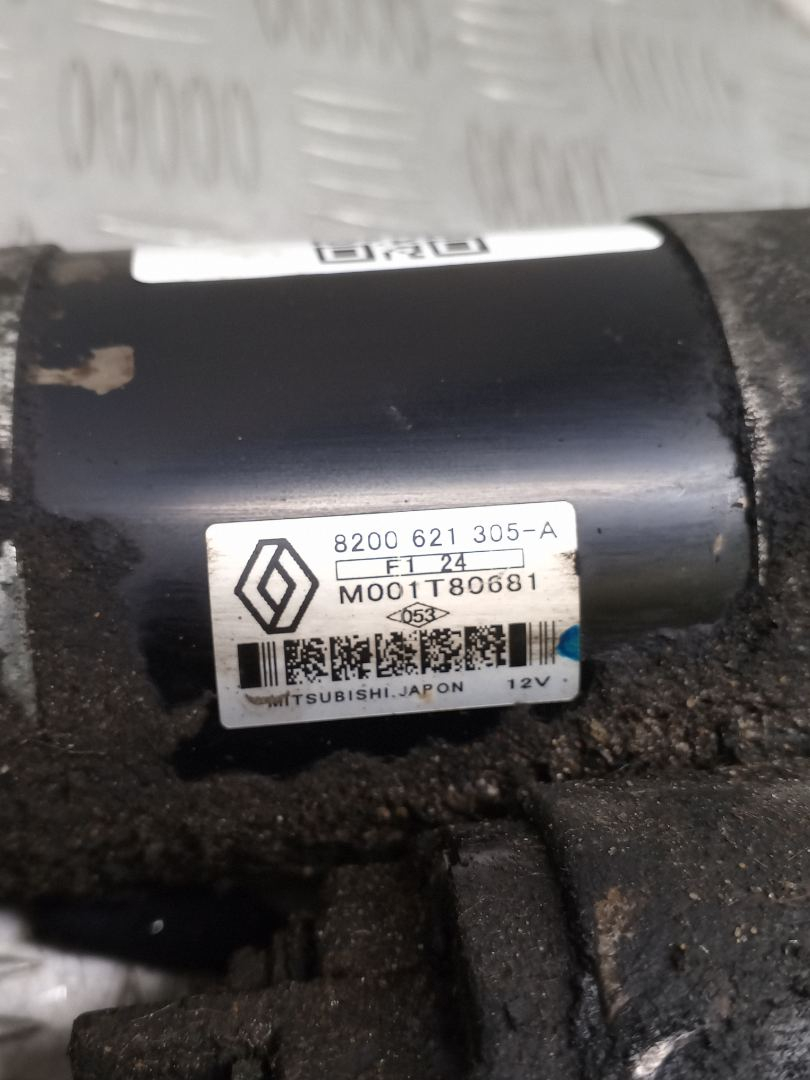 8200 621 305-A
F1 24
M001T80681
053
MITSUBISHI.JAPON 12V